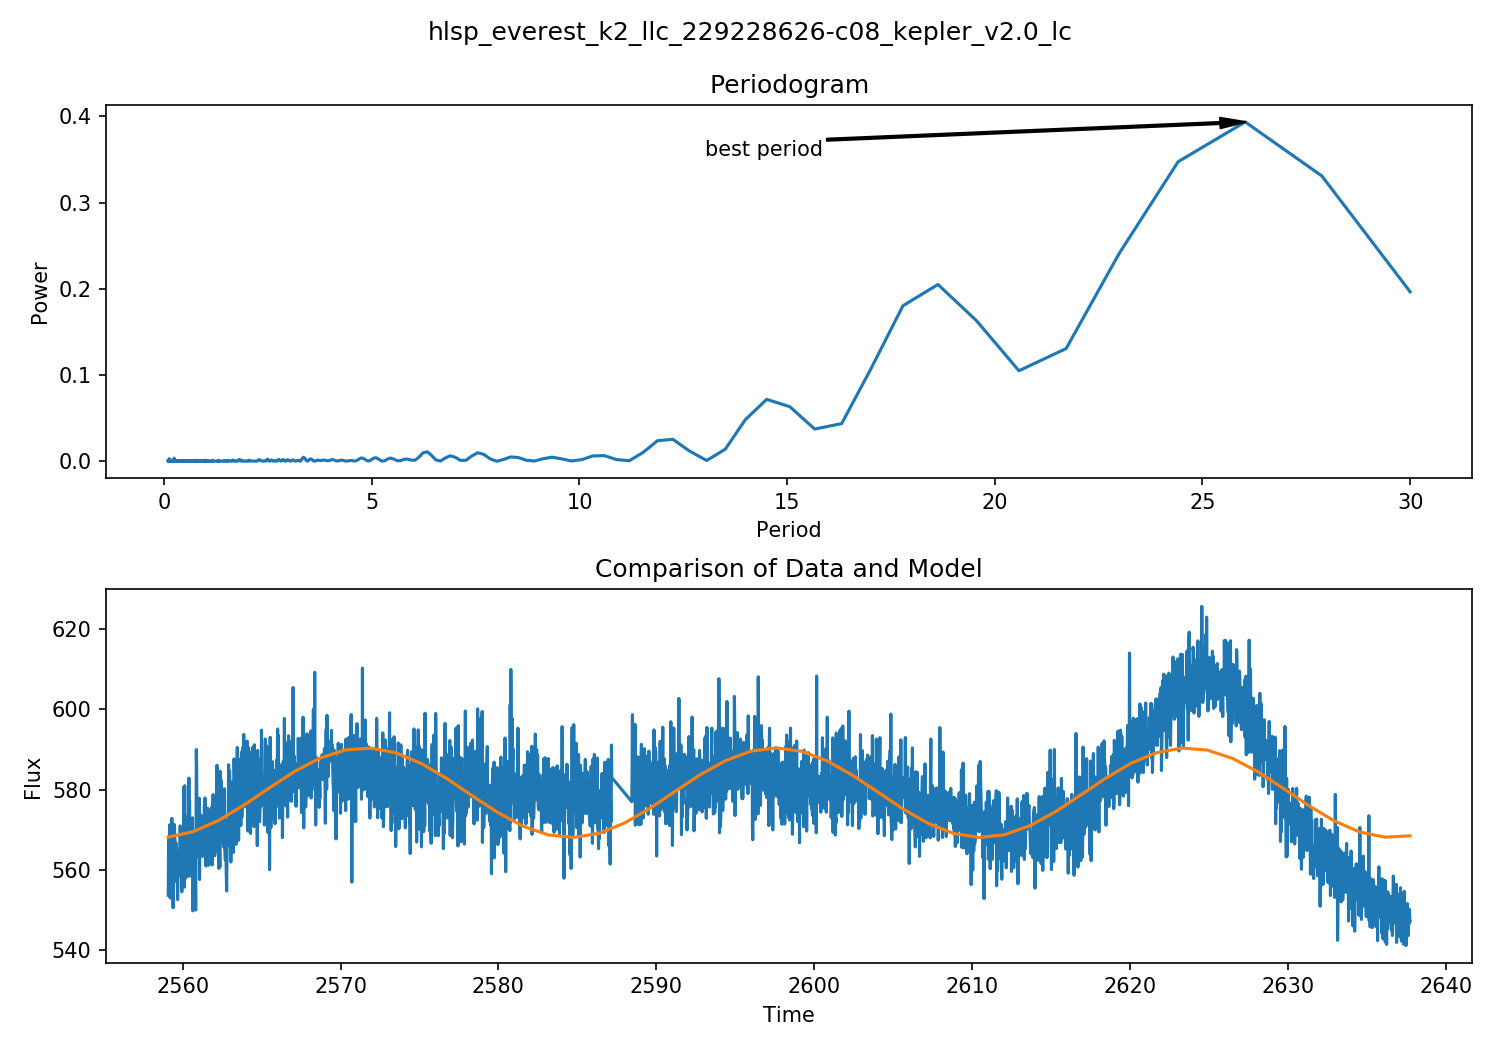 hlsp_everest_k2_llc_229228626-c08_kepler_v2.0_lc
Periodogram
0.4
0.3
0.2
0.1
0.0
Power
best period
0 5 10 15 20 25 30
Period
Comparison of Data and Model
620
600
580
560
540
Flux
2560 2570 2580 2590 2600 2610 2620 2630 2640
Time